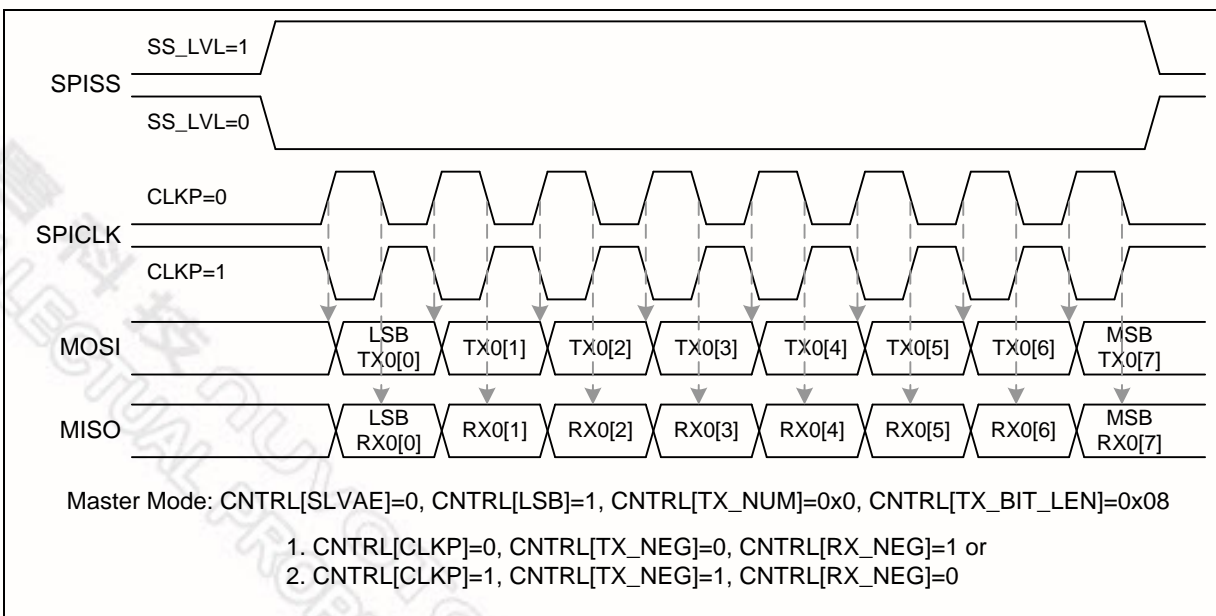 SS_LVL=1
SPISS
SS_LVL=0
CLKP=0
SPICLK
CLKP=1
MOSI
LSB
TX0[0]
TX0[1]
TX0[2]
TX0[3]
TX0[4]
TX0[5]
TX0[6]
MSB
TX0[7]
MISO
LSB
RX0[0]
RX0[1]
RX0[2]
RX0[3]
RX0[4]
RX0[5]
RX0[6]
MSB
RX0[7]
Master Mode: CNTRL[SLVAE]=0, CNTRL[LSB]=1, CNTRL[TX_NUM]=0x0, CNTRL[TX_BIT_LEN]=0x08
1. CNTRL[CLKP]=0, CNTRL[TX_NEG]=0, CNTRL[RX_NEG]=1 or
2. CNTRL[CLKP]=1, CNTRL[TX_NEG]=1, CNTRL[RX_NEG]=0